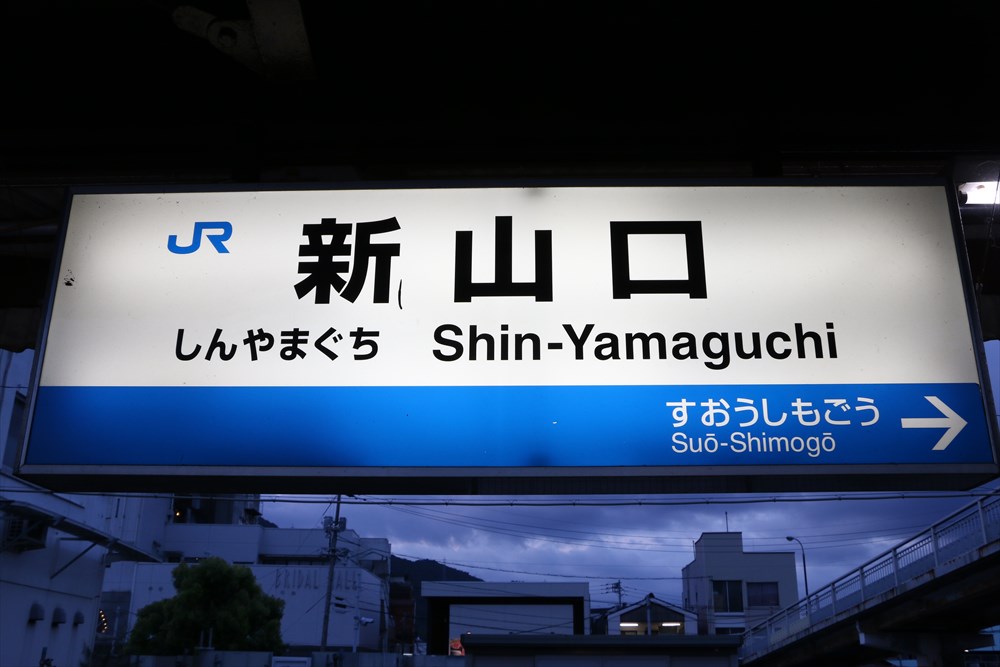 JR 新山口
しんやまぐち Shin-Yamaguchi
すおうしもごう →
Suō-Shimogō
BRIDAL